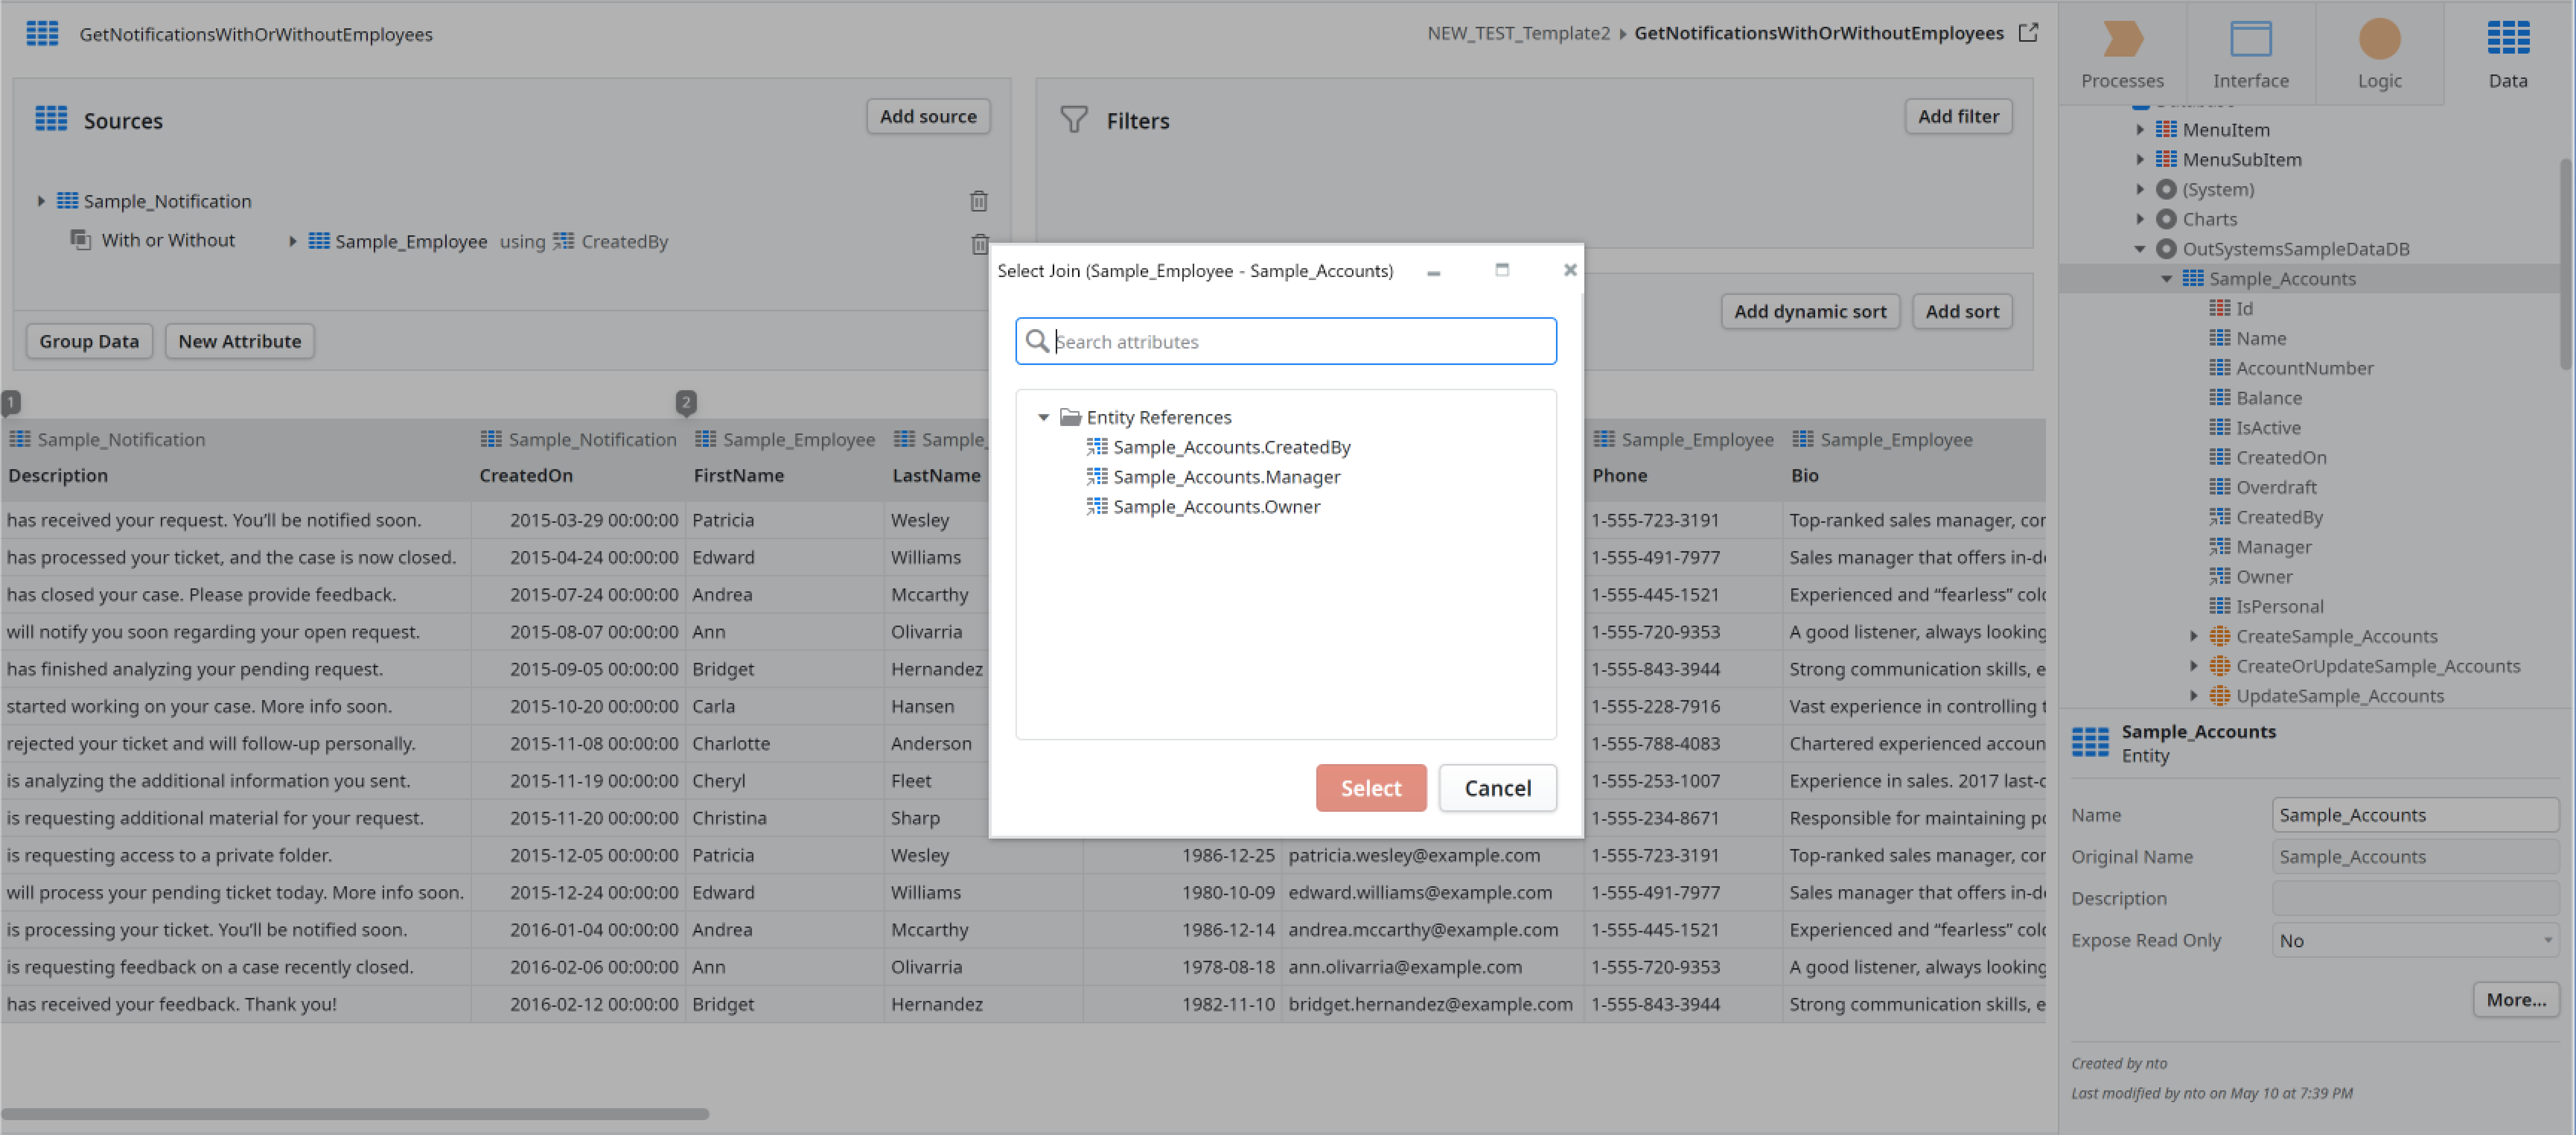 GetNotificationsWithOrWithoutEmployees
NEW_TEST_Template2 GetNotificationsWithOrWithoutEmployees
Sources
Add source
Sample_Notification
With or Without Sample_Employee using CreatedBy
Group Data
New Attribute
Filters
Add filter
Add dynamic sort
Add sort
1
2
Sample_Notification Sample_Notification Sample_Employee Sample_ Sample_Employee Sample_Employee
Description CreatedOn FirstName LastName Phone Bio
has received your request. You'll be notified soon. 2015-03-29 00:00:00 Patricia Wesley 1-555-723-3191 Top-ranked sales manager, cor
has processed your ticket, and the case is now closed. 2015-04-24 00:00:00 Edward Williams 1-555-491-7977 Sales manager that offers in-d
has closed your case. Please provide feedback. 2015-07-24 00:00:00 Andrea Mccarthy 1-555-445-1521 Experienced and “fearless” col
will notify you soon regarding your open request. 2015-08-07 00:00:00 Ann Olivarria 1-555-720-9353 A good listener, always looking
has finished analyzing your pending request. 2015-09-05 00:00:00 Bridget Hernandez 1-555-843-3944 Strong communication skills, e
started working on your case. More info soon. 2015-10-20 00:00:00 Carla Hansen 1-555-228-7916 Vast experience in controlling t
rejected your ticket and will follow-up personally. 2015-11-08 00:00:00 Charlotte Anderson 1-555-788-4083 Chartered experienced accoun
is analyzing the additional information you sent. 2015-11-19 00:00:00 Cheryl Fleet 1-555-253-1007 Experience in sales. 2017 last-c
is requesting additional material for your request. 2015-11-20 00:00:00 Christina Sharp 1-555-234-8671 Responsible for maintaining p
is requesting access to a private folder. 2015-12-05 00:00:00 Patricia Wesley 1986-12-25 patricia.wesley@example.com 1-555-723-3191 Top-ranked sales manager, cor
will process your pending ticket today. More info soon. 2015-12-24 00:00:00 Edward Williams 1980-10-09 edward.williams@example.com 1-555-491-7977 Sales manager that offers in-d
is processing your ticket. You'll be notified soon. 2016-01-04 00:00:00 Andrea Mccarthy 1986-12-14 andrea.mccarthy@example.com 1-555-445-1521 Experienced and “fearless” col
is requesting feedback on a case recently closed. 2016-02-06 00:00:00 Ann Olivarria 1978-08-18 ann.olivarria@example.com 1-555-720-9353 A good listener, always looking
has received your feedback. Thank you! 2016-02-12 00:00:00 Bridget Hernandez 1982-11-10 bridget.hernandez@example.com 1-555-843-3944 Strong communication skills, e
Select Join (Sample_Employee - Sample_Accounts)
Search attributes
Entity References
Sample_Accounts.CreatedBy
Sample_Accounts.Manager
Sample_Accounts.Owner
Select
Cancel
Processes
Interface
Logic
Data
MenuItem
MenuSubItem
(System)
Charts
OutSystemsSampleDataDB
Sample_Accounts
Id
Name
AccountNumber
Balance
IsActive
CreatedOn
Overdraft
CreatedBy
Manager
Owner
IsPersonal
CreateSample_Accounts
CreateOrUpdateSample_Accounts
UpdateSample_Accounts
Sample_Accounts
Entity
Name Sample_Accounts
Original Name Sample_Accounts
Description
Expose Read Only No
More...
Created by nto
Last modified by nto on May 10 at 7:39 PM